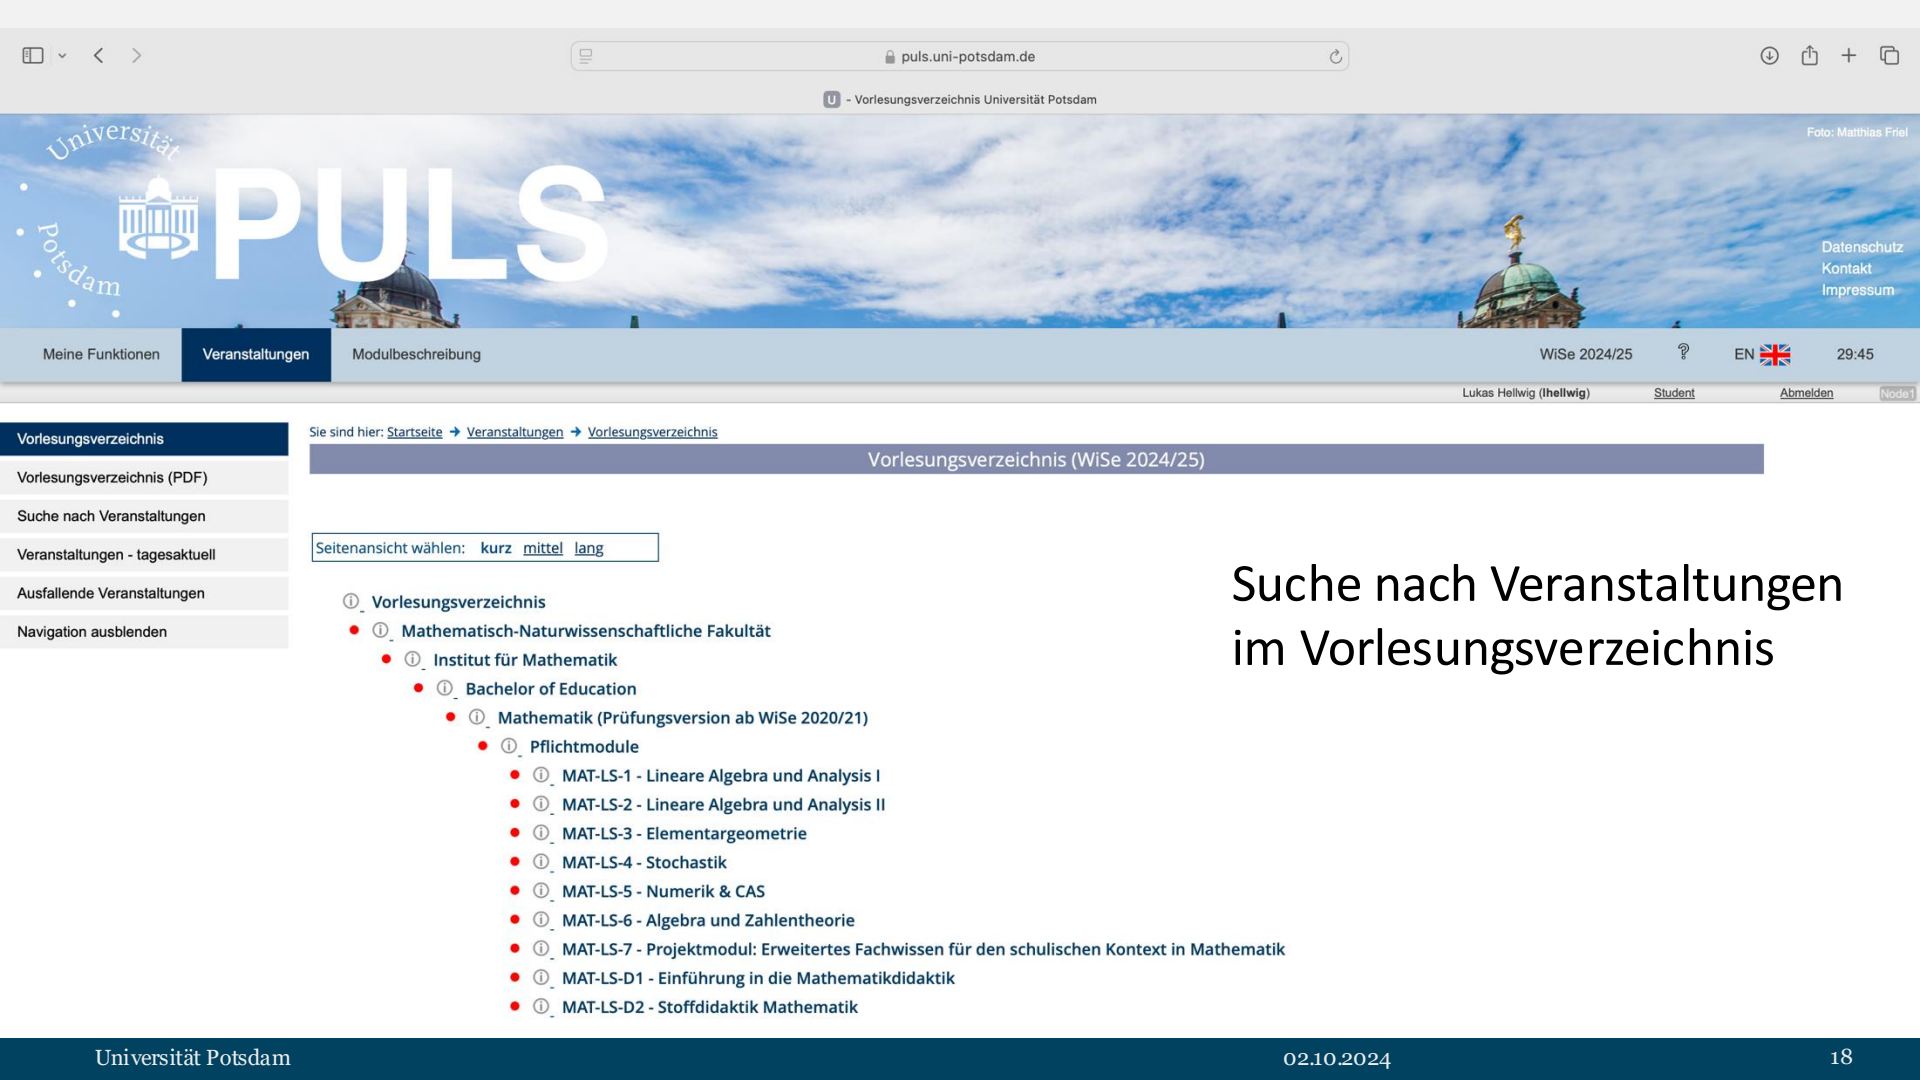 puls.uni-potsdam.de
U - Vorlesungsverzeichnis Universität Potsdam
Universität
Potsdam
PULS
Foto: Matthias Friel
Datenschutz
Kontakt
Impressum
Meine Funktionen Veranstaltungen Modulbeschreibung WiSe 2024/25 ? EN 29:45
Lukas Hellwig (lhellwig) Student Abmelden Node1
Vorlesungsverzeichnis
Vorlesungsverzeichnis (PDF)
Suche nach Veranstaltungen
Veranstaltungen - tagesaktuell
Ausfallende Veranstaltungen
Navigation ausblenden
Sie sind hier: Startseite → Veranstaltungen → Vorlesungsverzeichnis
Vorlesungsverzeichnis (WiSe 2024/25)
Seitenansicht wählen: kurz mittel lang
Vorlesungsverzeichnis
Mathematisch-Naturwissenschaftliche Fakultät
Institut für Mathematik
Bachelor of Education
Mathematik (Prüfungsversion ab WiSe 2020/21)
Pflichtmodule
MAT-LS-1 - Lineare Algebra und Analysis I
MAT-LS-2 - Lineare Algebra und Analysis II
MAT-LS-3 - Elementargeometrie
MAT-LS-4 - Stochastik
MAT-LS-5 - Numerik & CAS
MAT-LS-6 - Algebra und Zahlentheorie
MAT-LS-7 - Projektmodul: Erweitertes Fachwissen für den schulischen Kontext in Mathematik
MAT-LS-D1 - Einführung in die Mathematikdidaktik
MAT-LS-D2 - Stoffdidaktik Mathematik
Suche nach Veranstaltungen
im Vorlesungsverzeichnis
Universität Potsdam 02.10.2024 18